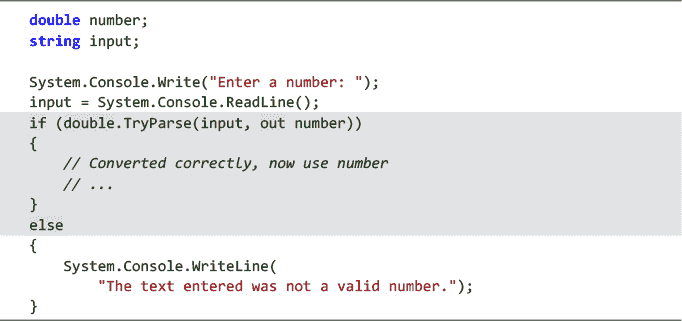 double number;
string input;

System.Console.Write("Enter a number: ");
input = System.Console.ReadLine();
if (double.TryParse(input, out number))
{
    // Converted correctly, now use number
    // ...
}
else
{
    System.Console.WriteLine(
        "The text entered was not a valid number.");
}